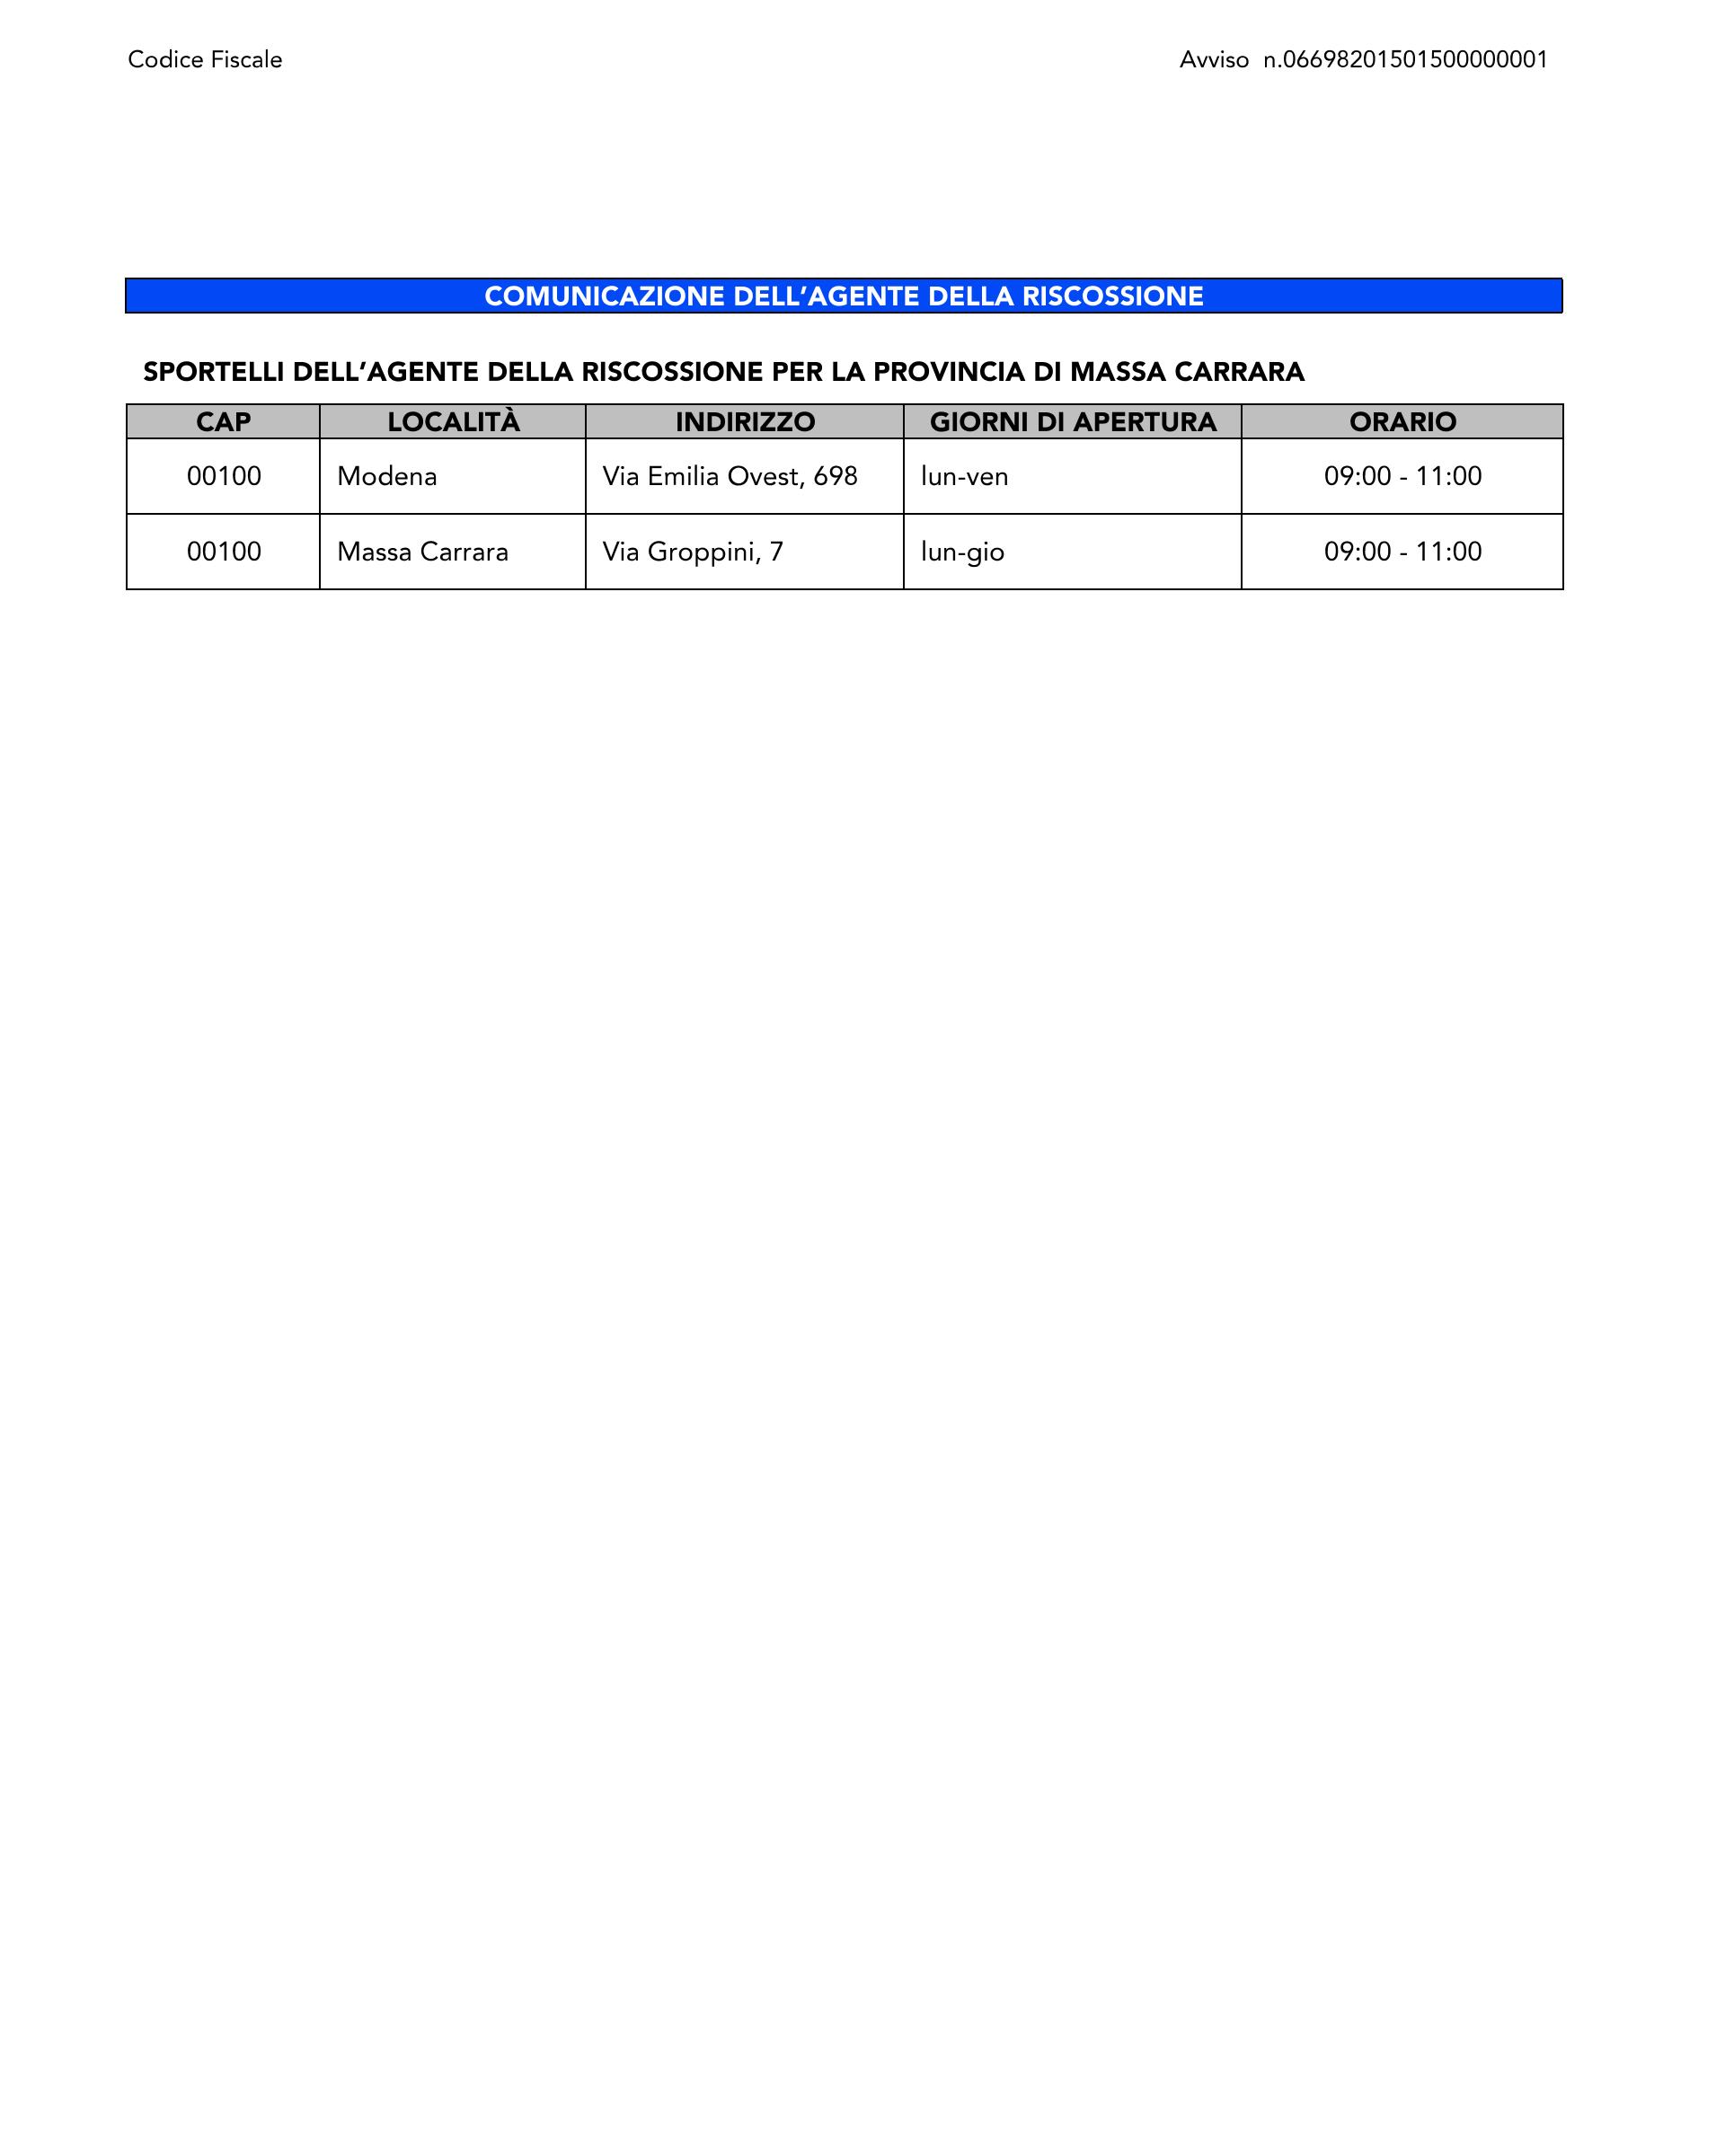 Codice Fiscale Avviso n.06698201501500000001
COMUNICAZIONE DELL’AGENTE DELLA RISCOSSIONE
SPORTELLI DELL’AGENTE DELLA RISCOSSIONE PER LA PROVINCIA DI MASSA CARRARA
CAP LOCALITÀ INDIRIZZO GIORNI DI APERTURA ORARIO
00100 Modena Via Emilia Ovest, 698 lun-ven 09:00 - 11:00
00100 Massa Carrara Via Groppini, 7 lun-gio 09:00 - 11:00